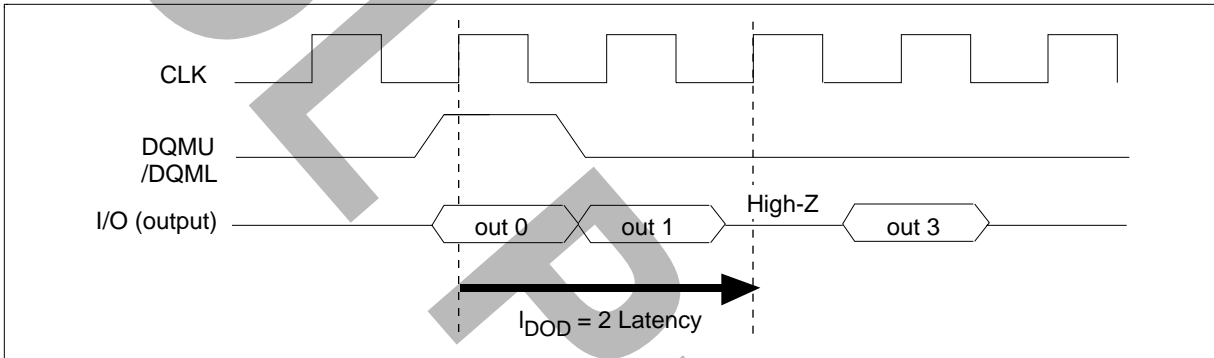 CLK
DQMU
/DQML
I/O (output)
out 0
out 1
High-Z
out 3
IDOD = 2 Latency